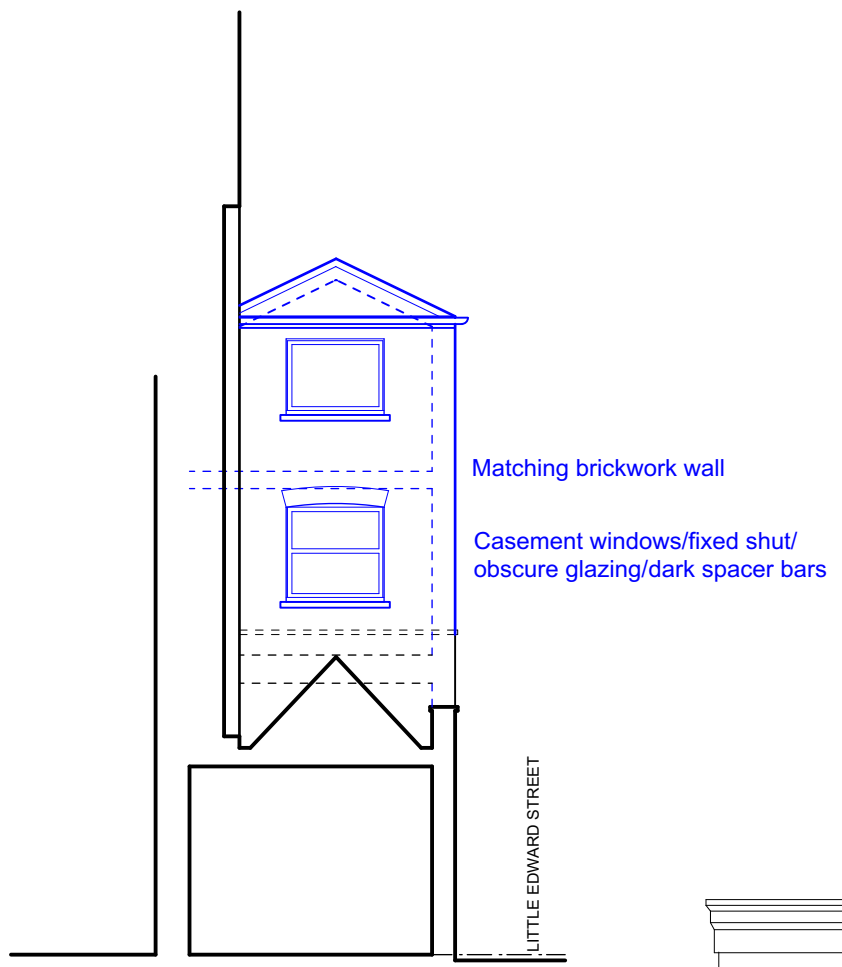 Matching brickwork wall
Casement windows/fixed shut/
obscure glazing/dark spacer bars
LITTLE EDWARD STREET